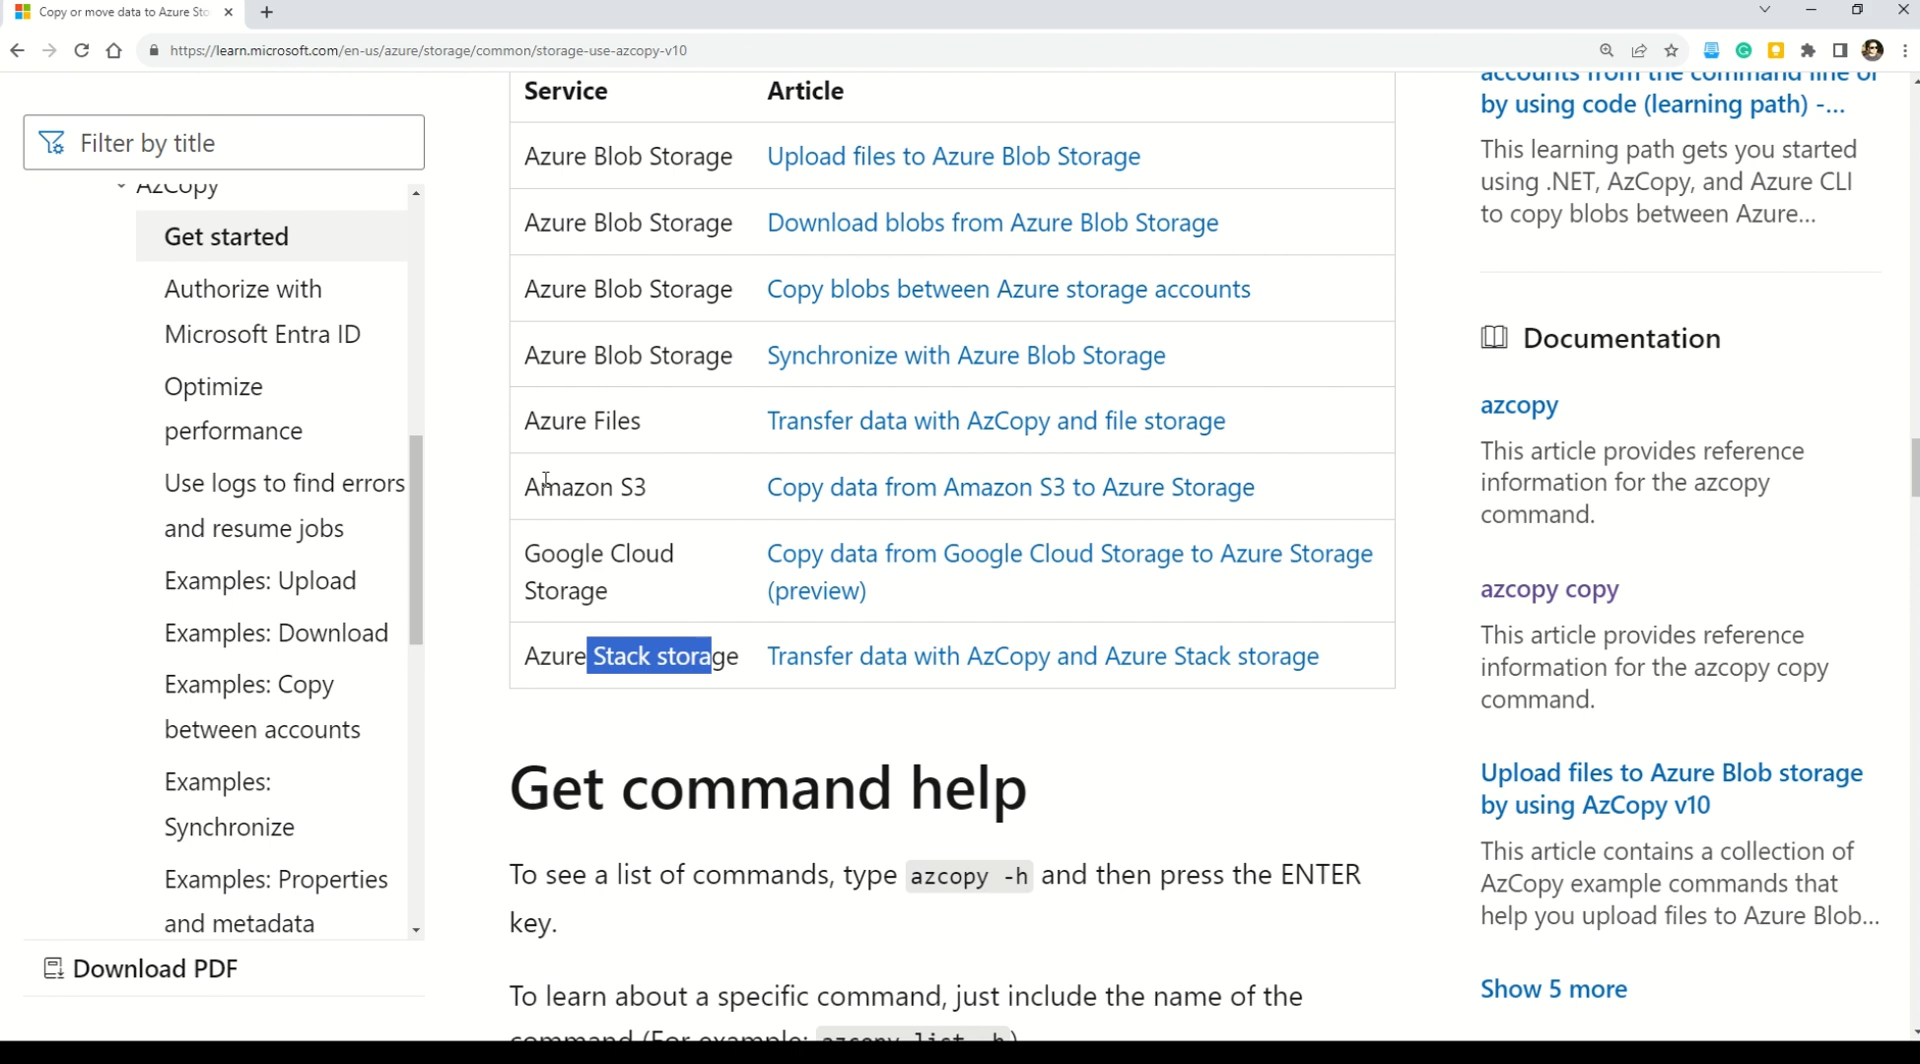 Copy or move data to Azure Sto
https://learn.microsoft.com/en-us/azure/storage/common/storage-use-azcopy-v10
Filter by title
AzCopy
Get started
Authorize with
Microsoft Entra ID
Optimize
performance
Use logs to find errors
and resume jobs
Examples: Upload
Examples: Download
Examples: Copy
between accounts
Examples:
Synchronize
Examples: Properties
and metadata
Download PDF
Service Article
Azure Blob Storage Upload files to Azure Blob Storage
Azure Blob Storage Download blobs from Azure Blob Storage
Azure Blob Storage Copy blobs between Azure storage accounts
Azure Blob Storage Synchronize with Azure Blob Storage
Azure Files Transfer data with AzCopy and file storage
Amazon S3 Copy data from Amazon S3 to Azure Storage
Google Cloud Copy data from Google Cloud Storage to Azure Storage
Storage (preview)
Azure Stack storage Transfer data with AzCopy and Azure Stack storage
Get command help
To see a list of commands, type azcopy -h and then press the ENTER
key.
To learn about a specific command, just include the name of the
command (For example: azcopy list -h)
accounts from the command line or
by using code (learning path) -...
This learning path gets you started
using .NET, AzCopy, and Azure CLI
to copy blobs between Azure...
Documentation
azcopy
This article provides reference
information for the azcopy
command.
azcopy copy
This article provides reference
information for the azcopy copy
command.
Upload files to Azure Blob storage
by using AzCopy v10
This article contains a collection of
AzCopy example commands that
help you upload files to Azure Blob...
Show 5 more